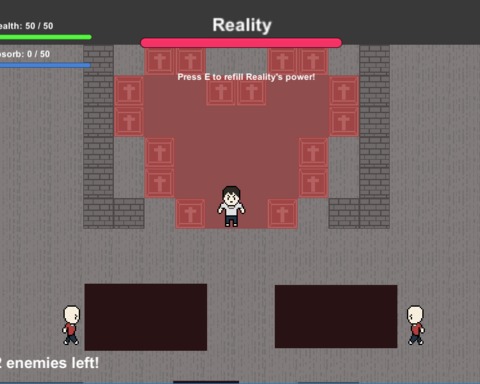 Reality
ealth: 50 / 50
bsorb: 0 / 50
Press E to refill Reality's power!
2 enemies left!